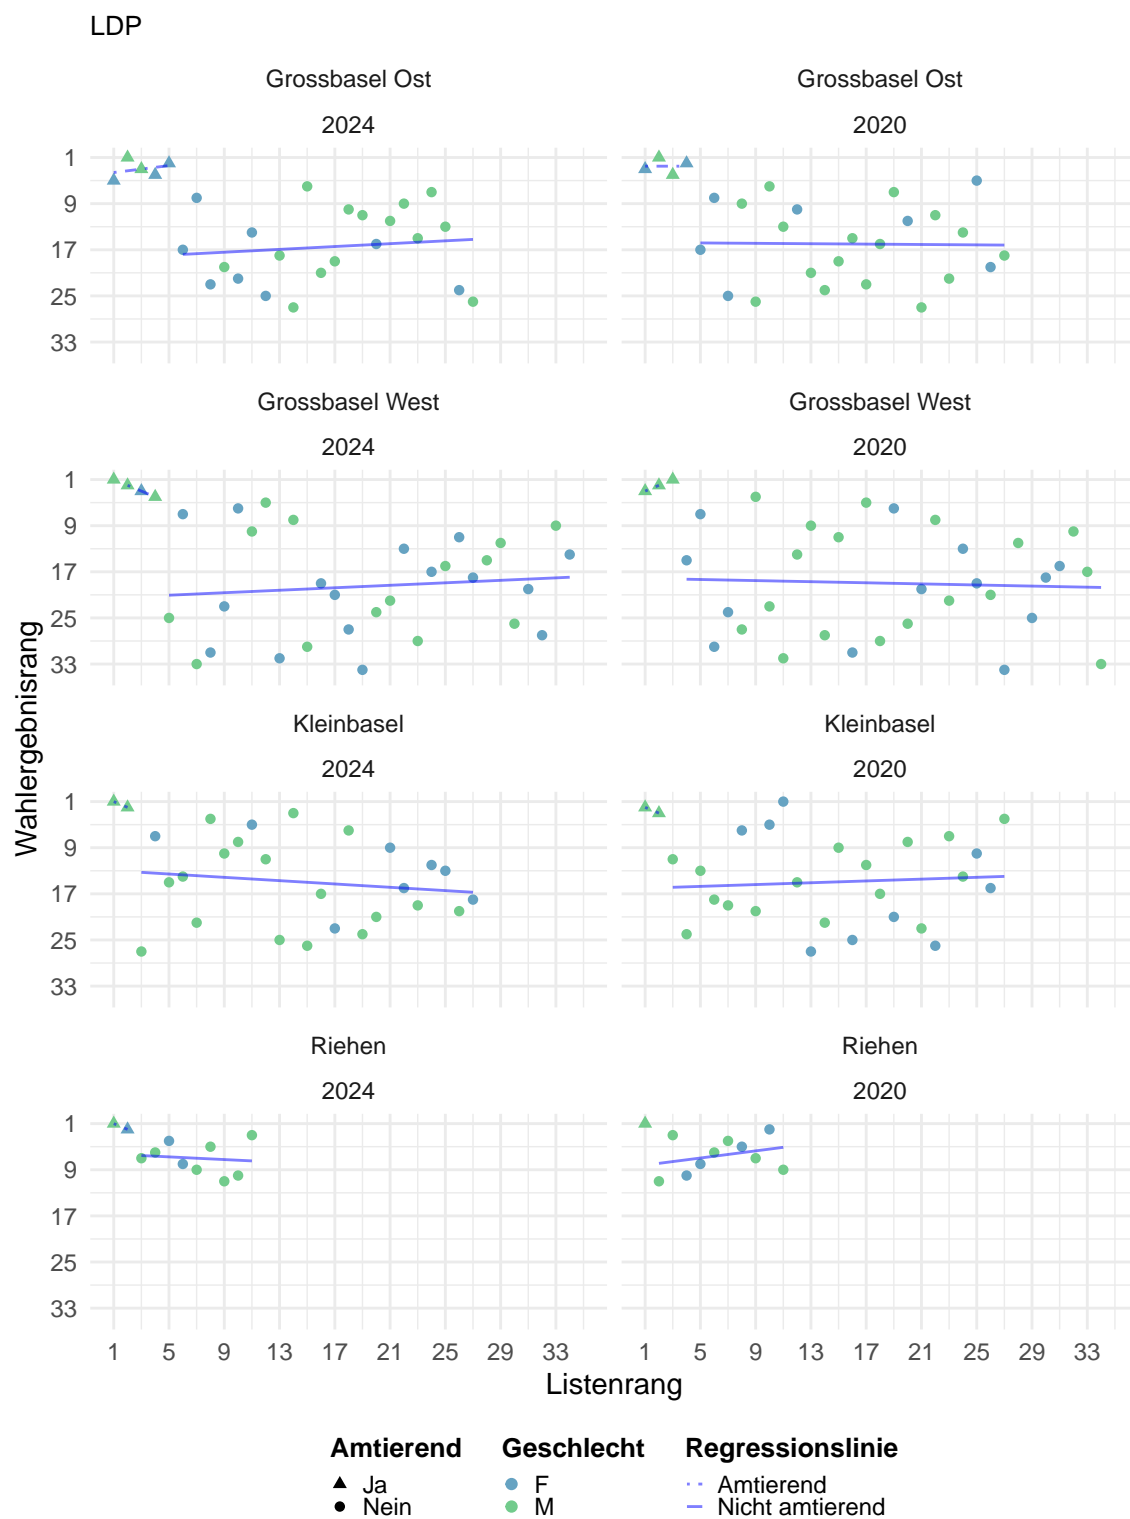 LDP
Grossbasel Ost Grossbasel Ost
2024 2020
1
9
17
25
33
Grossbasel West Grossbasel West
2024 2020
1
9
17
25
33
Wahlergebnisrang
Kleinbasel Kleinbasel
2024 2020
1
9
17
25
33
Riehen Riehen
2024 2020
1
9
17
25
33
1 5 9 13 17 21 25 29 33 1 5 9 13 17 21 25 29 33
Listenrang
Amtierend Geschlecht Regressionslinie
Ja F Amtierend
Nein M Nicht amtierend